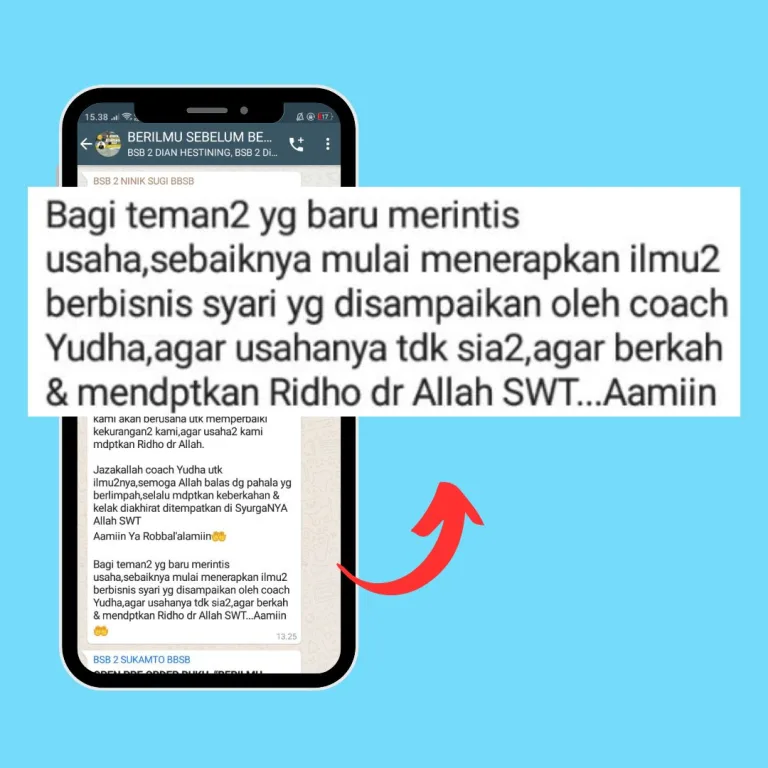 15.38
17
BERILMU SEBELUM BE...
BSB 2 DIAN HESTINING, BSB 2 Di...
BSB 2 NINIK SUGI BBSB
Bagi teman2 yg baru merintis
usaha,sebaiknya mulai menerapkan ilmu2
berbisnis syari yg disampaikan oleh coach
Yudha,agar usahanya tdk sia2,agar berkah
& mendptkan Ridho dr Allah SWT...Aamiin
kami akan berusaha utk memperbaiki
kekurangan2 kami,agar usaha2 kami
mdptkan Ridho dr Allah.
Jazakallah coach Yudha utk
ilmu2nya,semoga Allah balas dg pahala yg
berlimpah,selalu mdptkan keberkahan &
kelak diakhirat ditempatkan di SyurgaNYA
Allah SWT
Aamiin Ya Robbal'alamiin🤲
Bagi teman2 yg baru merintis
usaha,sebaiknya mulai menerapkan ilmu2
berbisnis syari yg disampaikan oleh coach
Yudha,agar usahanya tdk sia2,agar berkah
& mendptkan Ridho dr Allah SWT...Aamiin
🤲
13.25
BSB 2 SUKAMTO BBSB
OPEN PRE ORDER BUKU "BERILMU